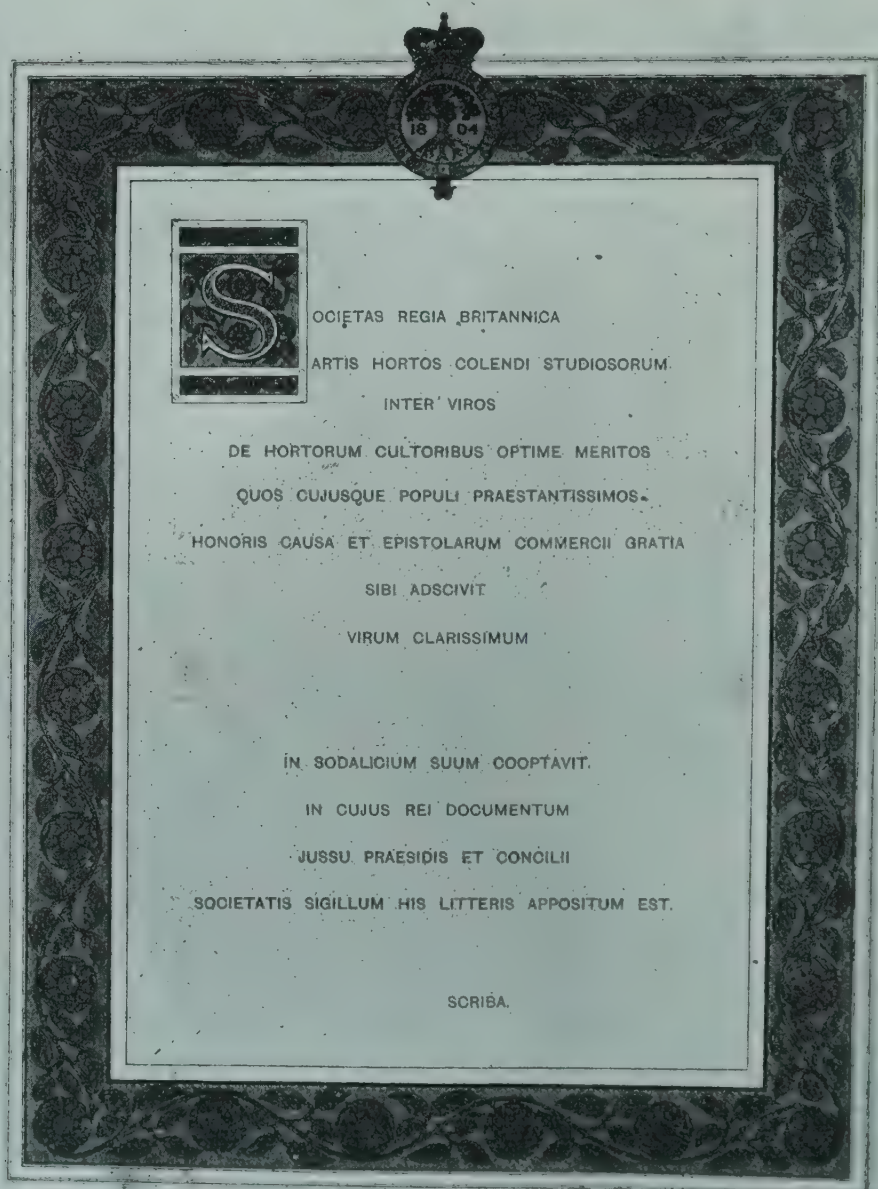 18 04
SOCIETAS REGIA BRITANNICA
ARTIS HORTOS COLENDI STUDIOSORUM
INTER VIROS
DE HORTORUM CULTORIBUS OPTIME MERITOS
QUOS CUJUSQUE POPULI PRAESTANTISSIMOS
HONORIS CAUSA ET EPISTOLARUM COMMERCII GRATIA
SIBI ADSCIVIT
VIRUM CLARISSIMUM
IN SODALICIUM SUUM COOPTAVIT.
IN CUJUS REI DOCUMENTUM
JUSSU PRAESIDIS ET CONCILII
SOCIETATIS SIGILLUM HIS LITTERIS APPOSITUM EST.
SCRIBA.